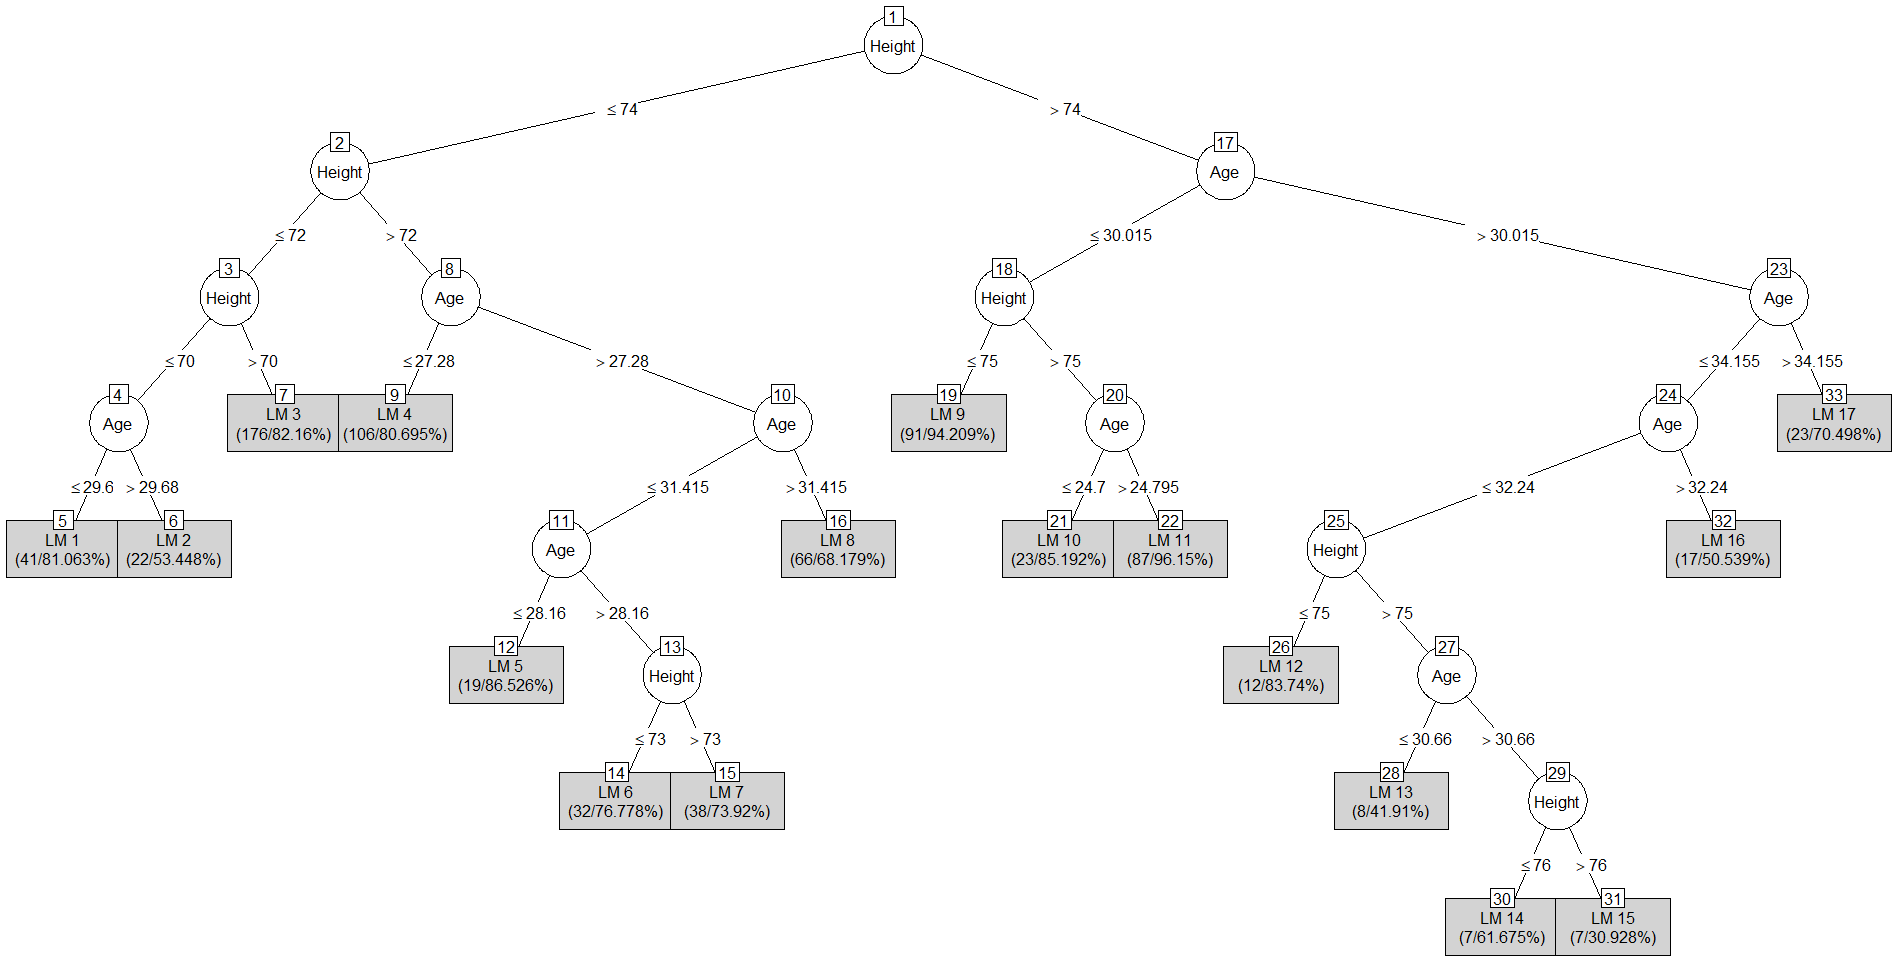 1
Height
≤ 74
> 74
2
Height
17
Age
≤ 72
> 72
≤ 30.015
> 30.015
3
Height
8
Age
18
Height
23
Age
≤ 70
> 70
≤ 27.28
> 27.28
≤ 75
> 75
≤ 34.155
> 34.155
4
Age
7
LM 3
(176/82.16%)
9
LM 4
(106/80.695%)
10
Age
19
LM 9
(91/94.209%)
20
Age
24
Age
33
LM 17
(23/70.498%)
≤ 29.6
> 29.68
≤ 31.415
> 31.415
≤ 24.7
> 24.795
≤ 32.24
> 32.24
5
LM 1
(41/81.063%)
6
LM 2
(22/53.448%)
11
Age
16
LM 8
(66/68.179%)
21
LM 10
(23/85.192%)
22
LM 11
(87/96.15%)
25
Height
32
LM 16
(17/50.539%)
≤ 28.16
> 28.16
≤ 75
> 75
12
LM 5
(19/86.526%)
13
Height
26
LM 12
(12/83.74%)
27
Age
≤ 73
> 73
≤ 30.66
> 30.66
14
LM 6
(32/76.778%)
15
LM 7
(38/73.92%)
28
LM 13
(8/41.91%)
29
Height
≤ 76
> 76
30
LM 14
(7/61.675%)
31
LM 15
(7/30.928%)